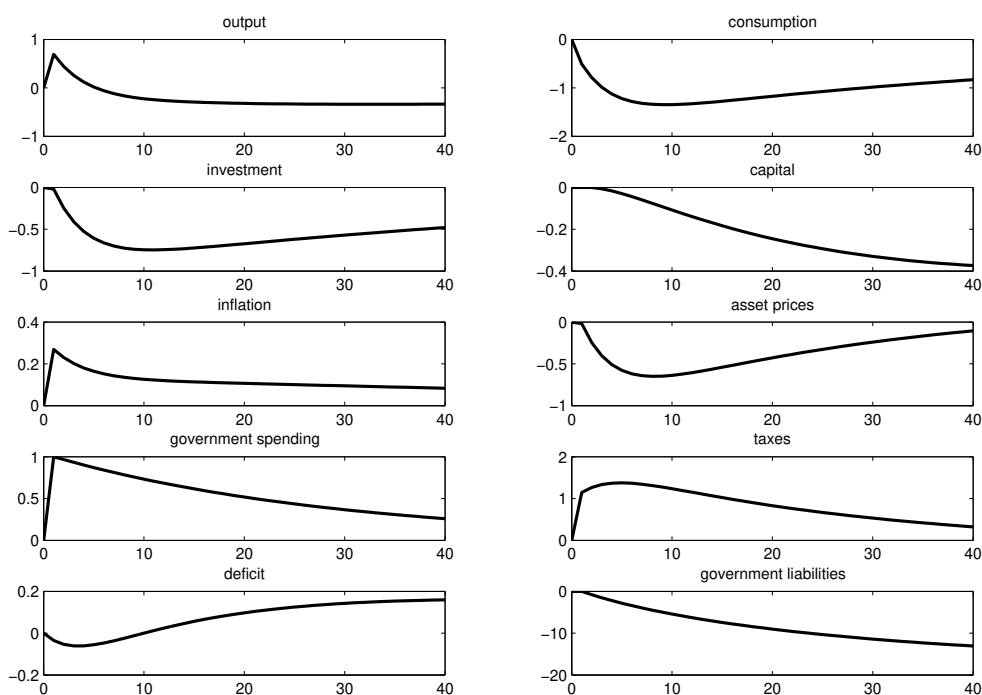 output
1
0
−1
0 10 20 30 40
consumption
0
−1
−2
0 10 20 30 40
investment
0
−0.5
−1
0 10 20 30 40
capital
0
−0.2
−0.4
0 10 20 30 40
inflation
0.4
0.2
0
0 10 20 30 40
asset prices
0
−0.5
−1
0 10 20 30 40
government spending
1
0.5
0
0 10 20 30 40
taxes
2
1
0
0 10 20 30 40
deficit
0.2
0
−0.2
0 10 20 30 40
government liabilities
0
−10
−20
0 10 20 30 40